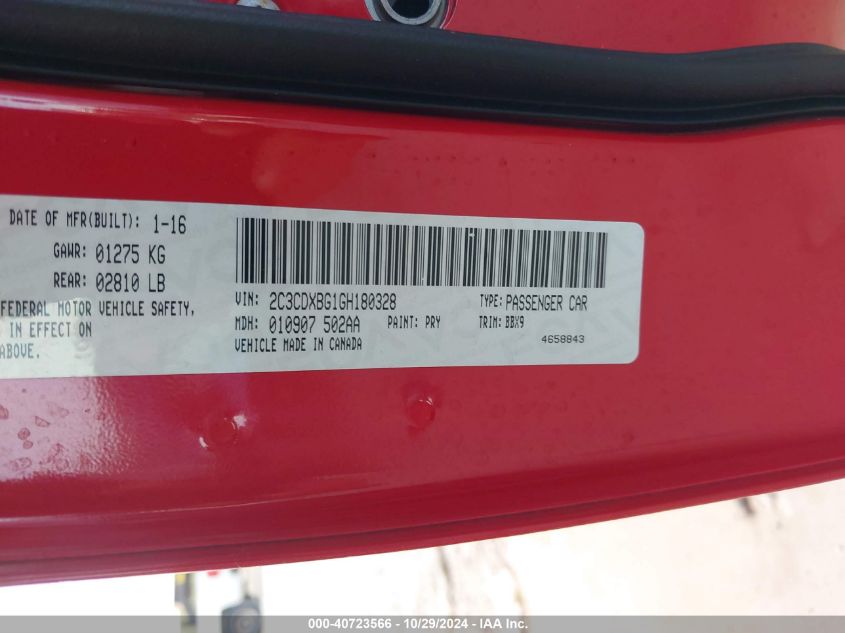 DATE OF MFR(BUILT): 1-16
GAWR: 01275 KG
REAR: 02810 LB
FEDERAL MOTOR VEHICLE SAFETY,
IN EFFECT ON
ABOVE.
VIN: 2C3CDXBG1GH180328 TYPE: PASSENGER CAR
MDH: 010907 502AA PAINT: PRY TRIM: BBX9
VEHICLE MADE IN CANADA 4658843
000-40723566 | 10/29/2024 - IAA Inc.